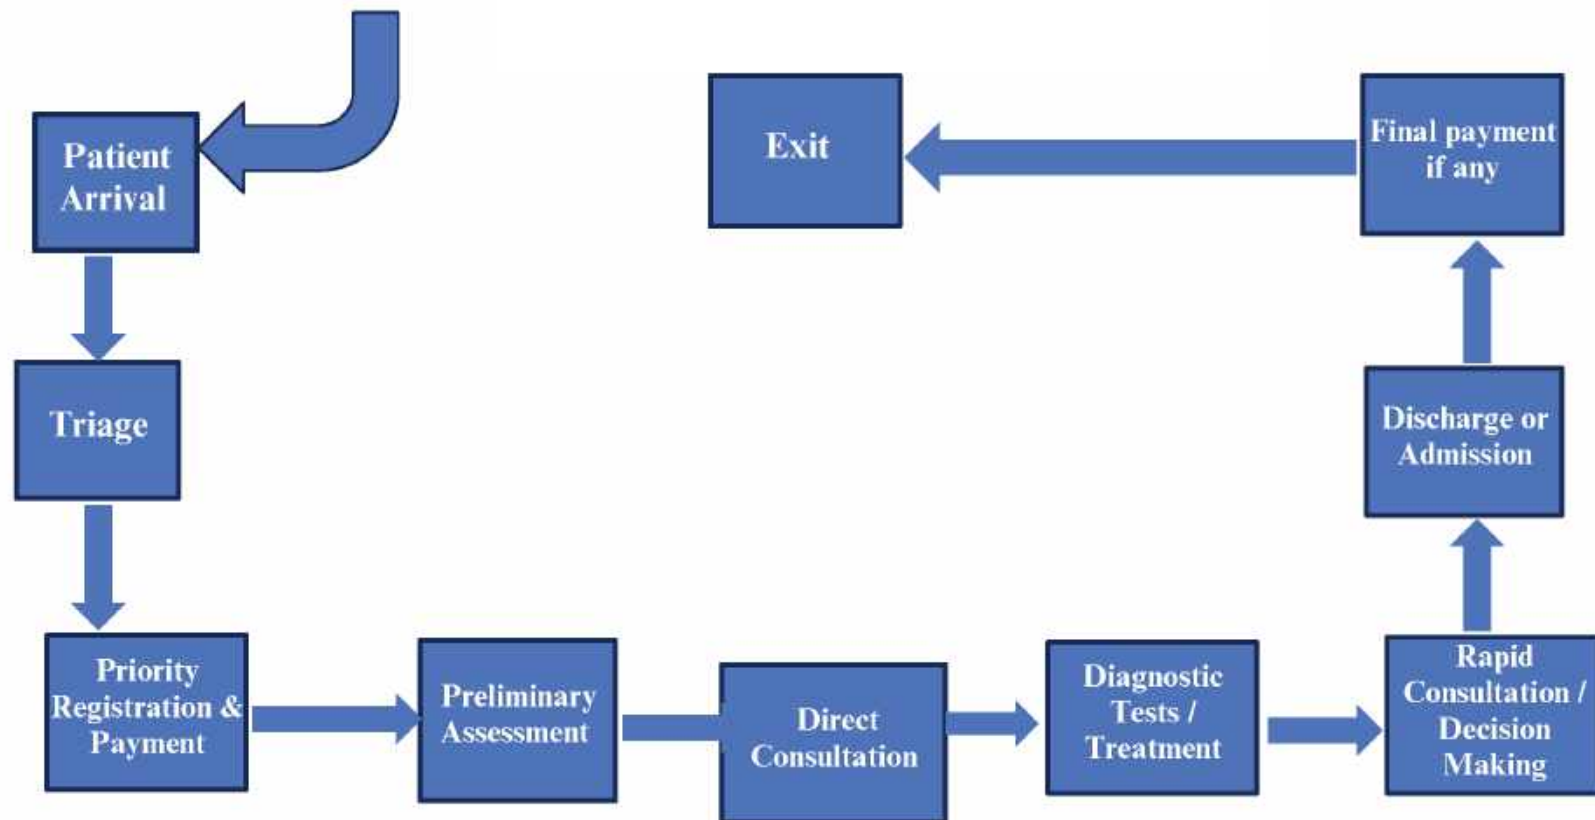 Patient
Arrival
Triage
Priority
Registration &
Payment
Preliminary
Assessment
Direct
Consultation
Diagnostic
Tests /
Treatment
Rapid
Consultation /
Decision
Making
Discharge or
Admission
Final payment
if any
Exit